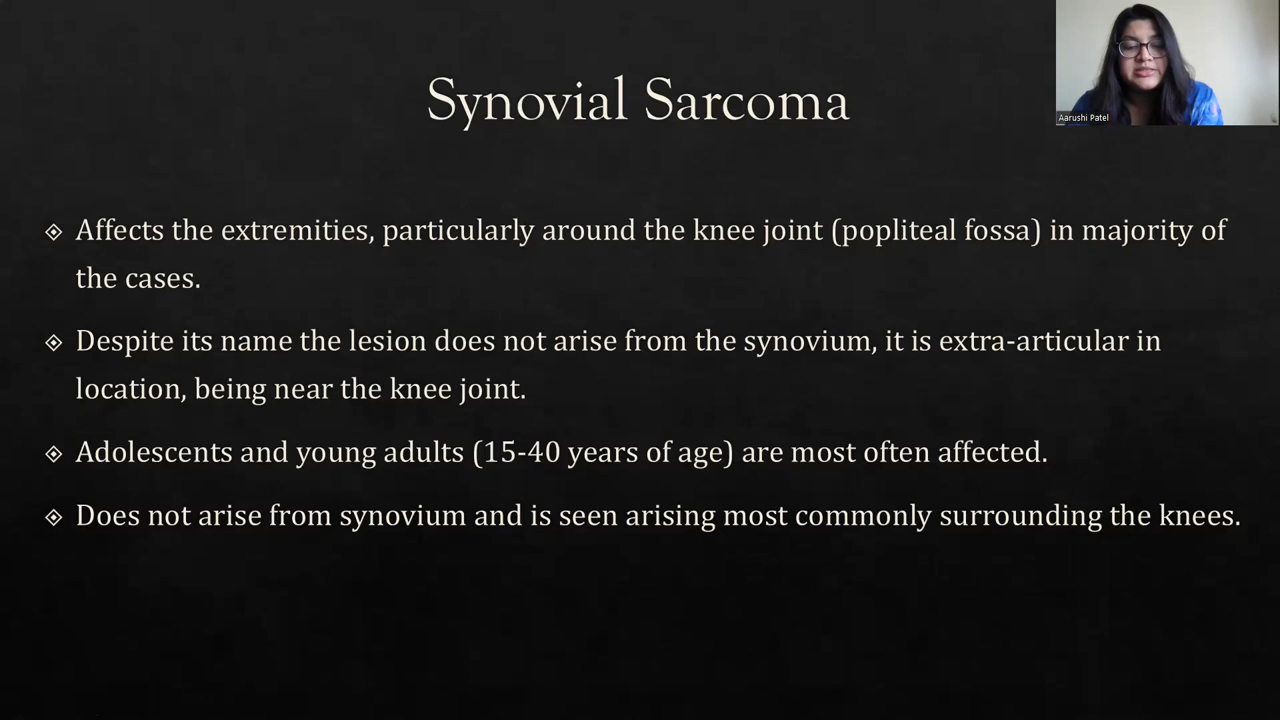 Synovial Sarcoma
Aarushi Patel
Affects the extremities, particularly around the knee joint (popliteal fossa) in majority of
the cases.
Despite its name the lesion does not arise from the synovium, it is extra-articular in
location, being near the knee joint.
Adolescents and young adults (15-40 years of age) are most often affected.
Does not arise from synovium and is seen arising most commonly surrounding the knees.